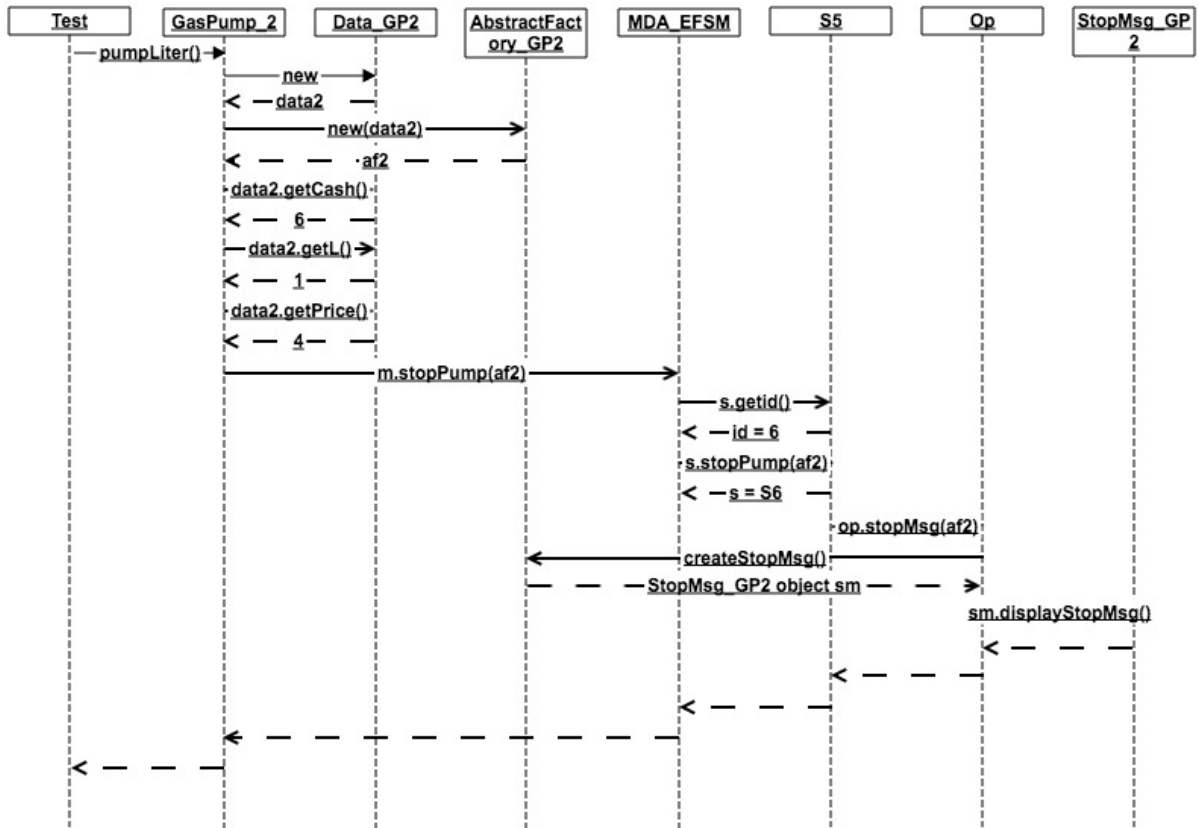 Test
GasPump_2
Data_GP2
AbstractFact
ory_GP2
MDA_EFSM
S5
Op
StopMsg_GP
2
pumpLiter()
new
data2
new(data2)
af2
data2.getCash()
6
data2.getL()
1
data2.getPrice()
4
m.stopPump(af2)
s.getid()
id = 6
s.stopPump(af2)
s = S6
op.stopMsg(af2)
createStopMsg()
StopMsg_GP2 object sm
sm.displayStopMsg()